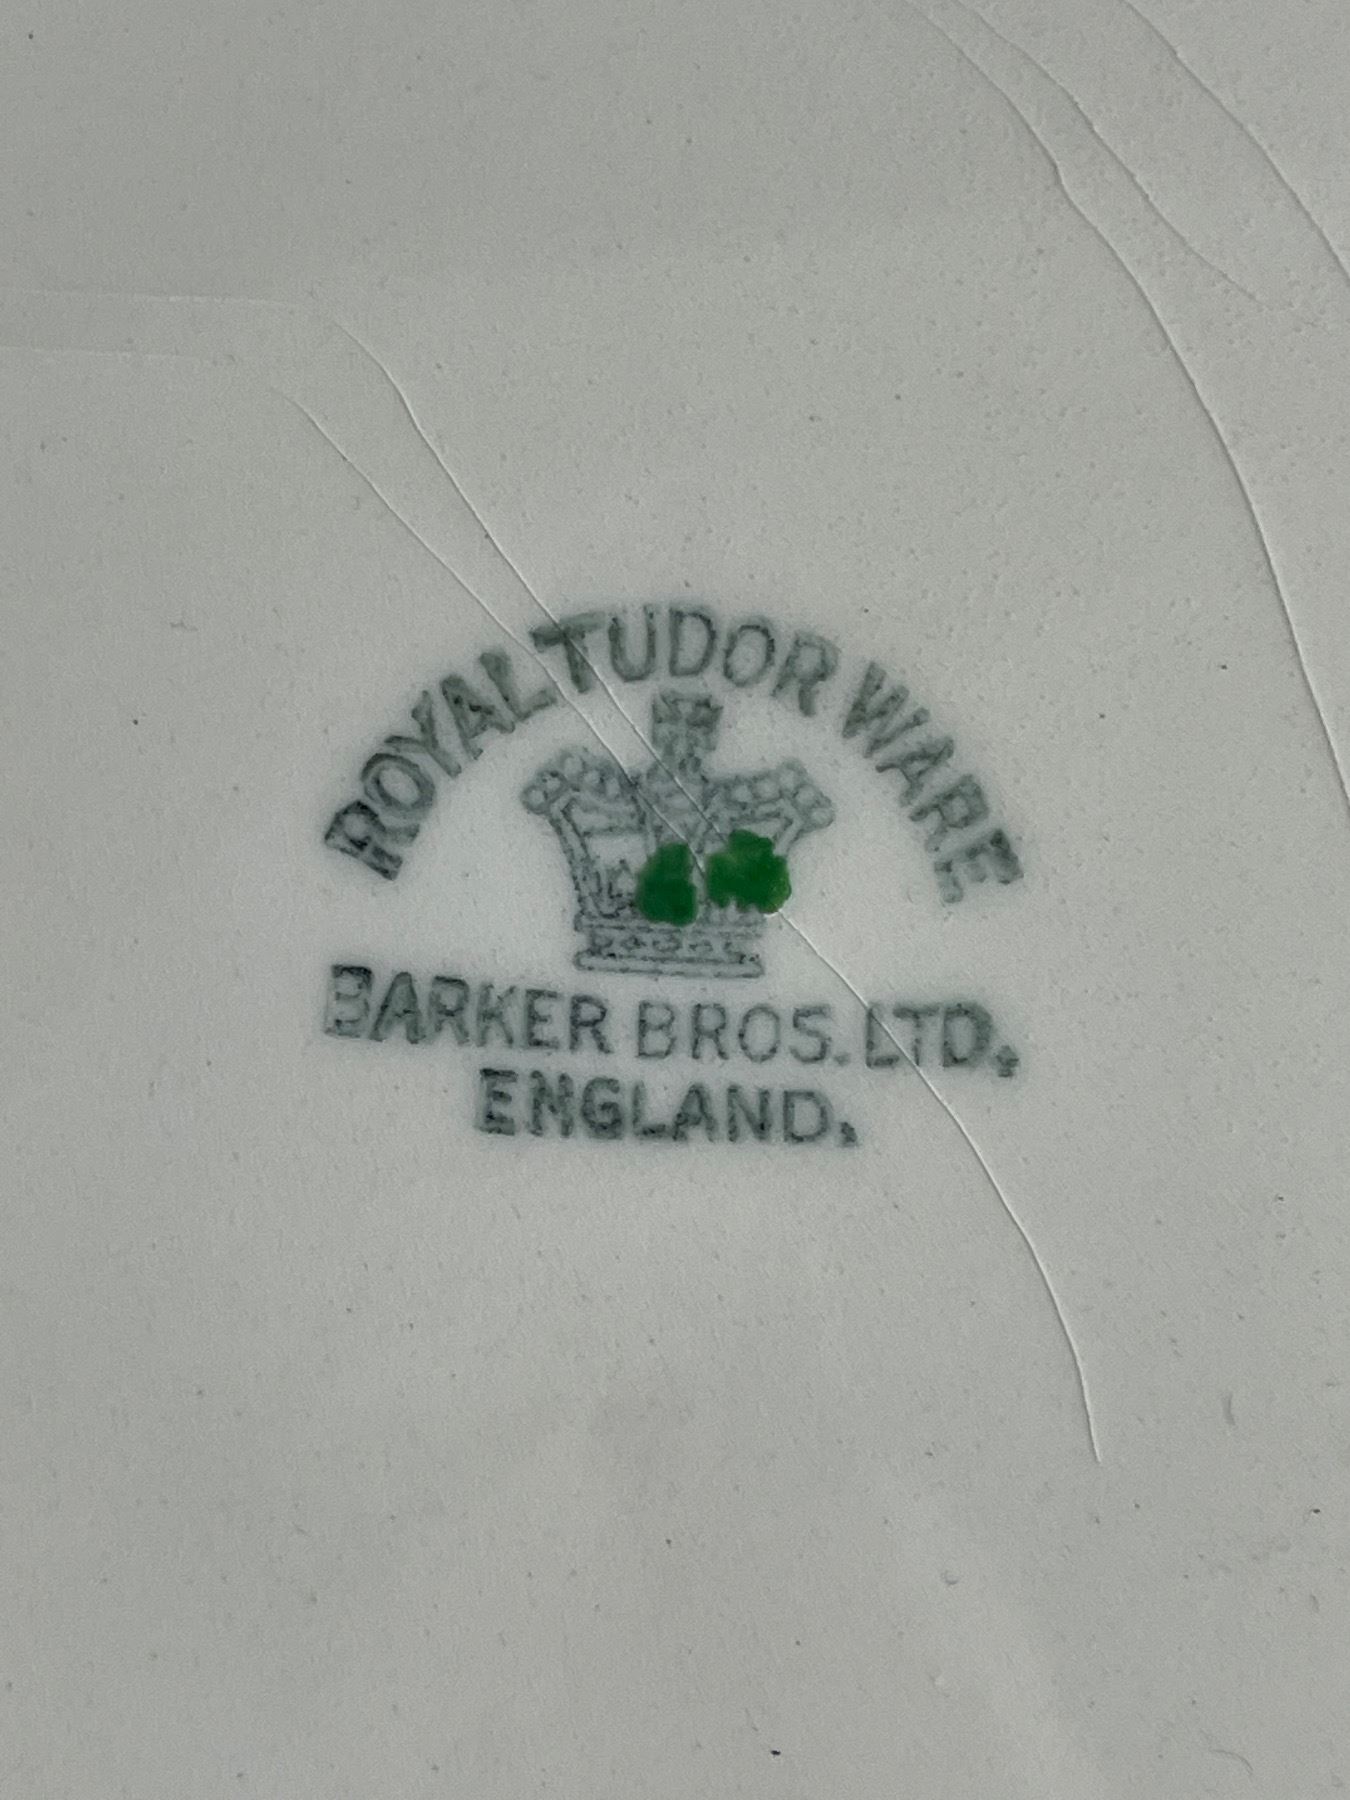 ROYAL TUDOR WARE
BARKER BROS. LTD.
ENGLAND.